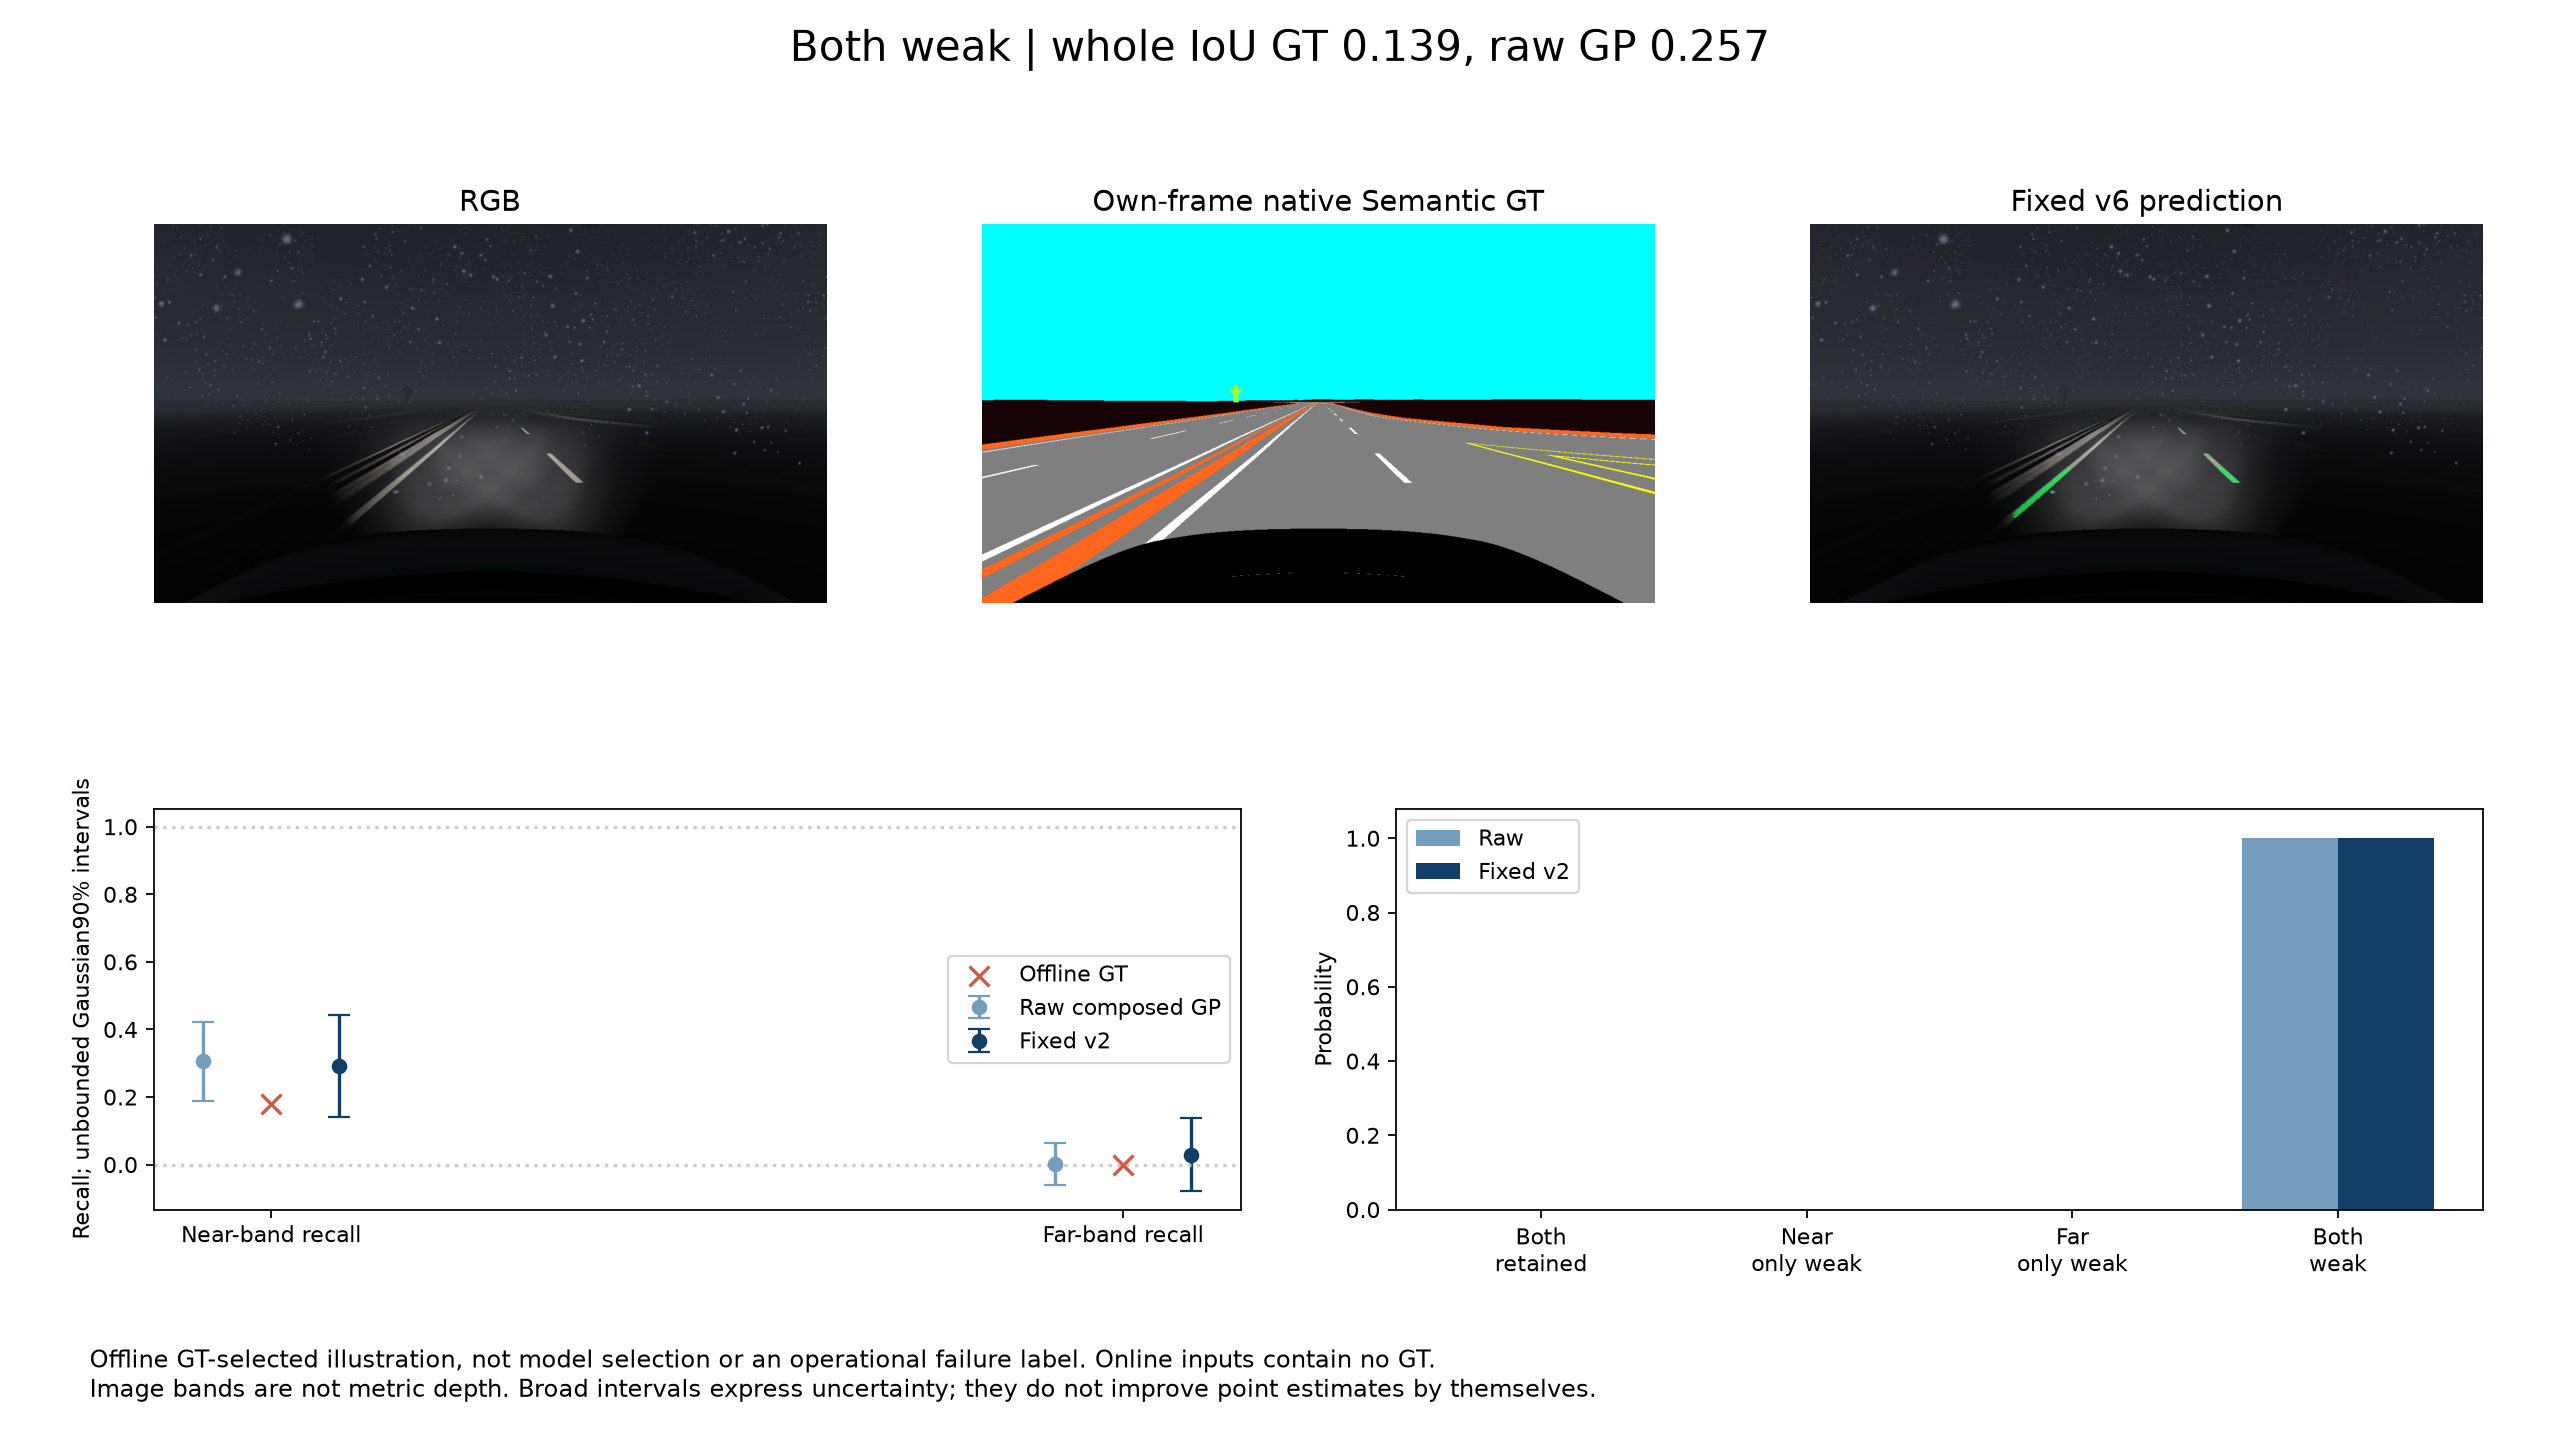 Both weak | whole IoU GT 0.139, raw GP 0.257
RGB
Own-frame native Semantic GT
Fixed v6 prediction
Recall; unbounded Gaussian90% intervals
1.0
0.8
0.6
0.4
0.2
0.0
Offline GT
Raw composed GP
Fixed v2
Near-band recall
Far-band recall
Probability
1.0
0.8
0.6
0.4
0.2
0.0
Raw
Fixed v2
Both
retained
Near
only weak
Far
only weak
Both
weak
Offline GT-selected illustration, not model selection or an operational failure label. Online inputs contain no GT.
Image bands are not metric depth. Broad intervals express uncertainty; they do not improve point estimates by themselves.